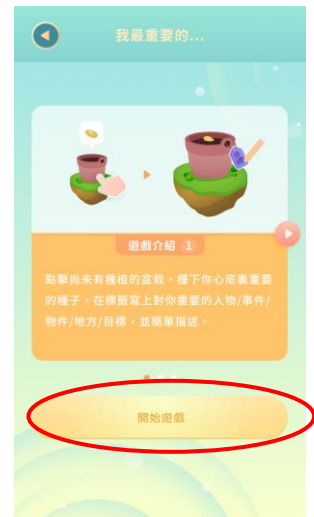 我最重要的...
遊戲介紹 1
點擊尚未有種植的盆栽，種下你心底裏重要
的種子，在標籤寫上對你重要的人物/事件/
物件/地方/目標，並簡單描述。
開始遊戲